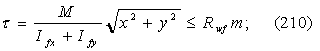 τ = M / (I_fx + I_fy) √(x² + y²) ≤ R_wf m; (210)